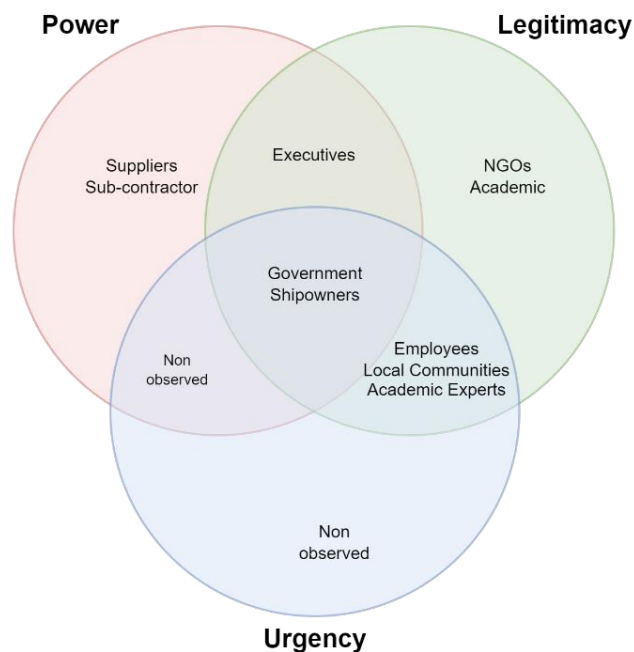 Power
Legitimacy
Suppliers
Sub-contractor
Executives
NGOs
Academic
Government
Shipowners
Non
observed
Employees
Local Communities
Academic Experts
Non
observed
Urgency